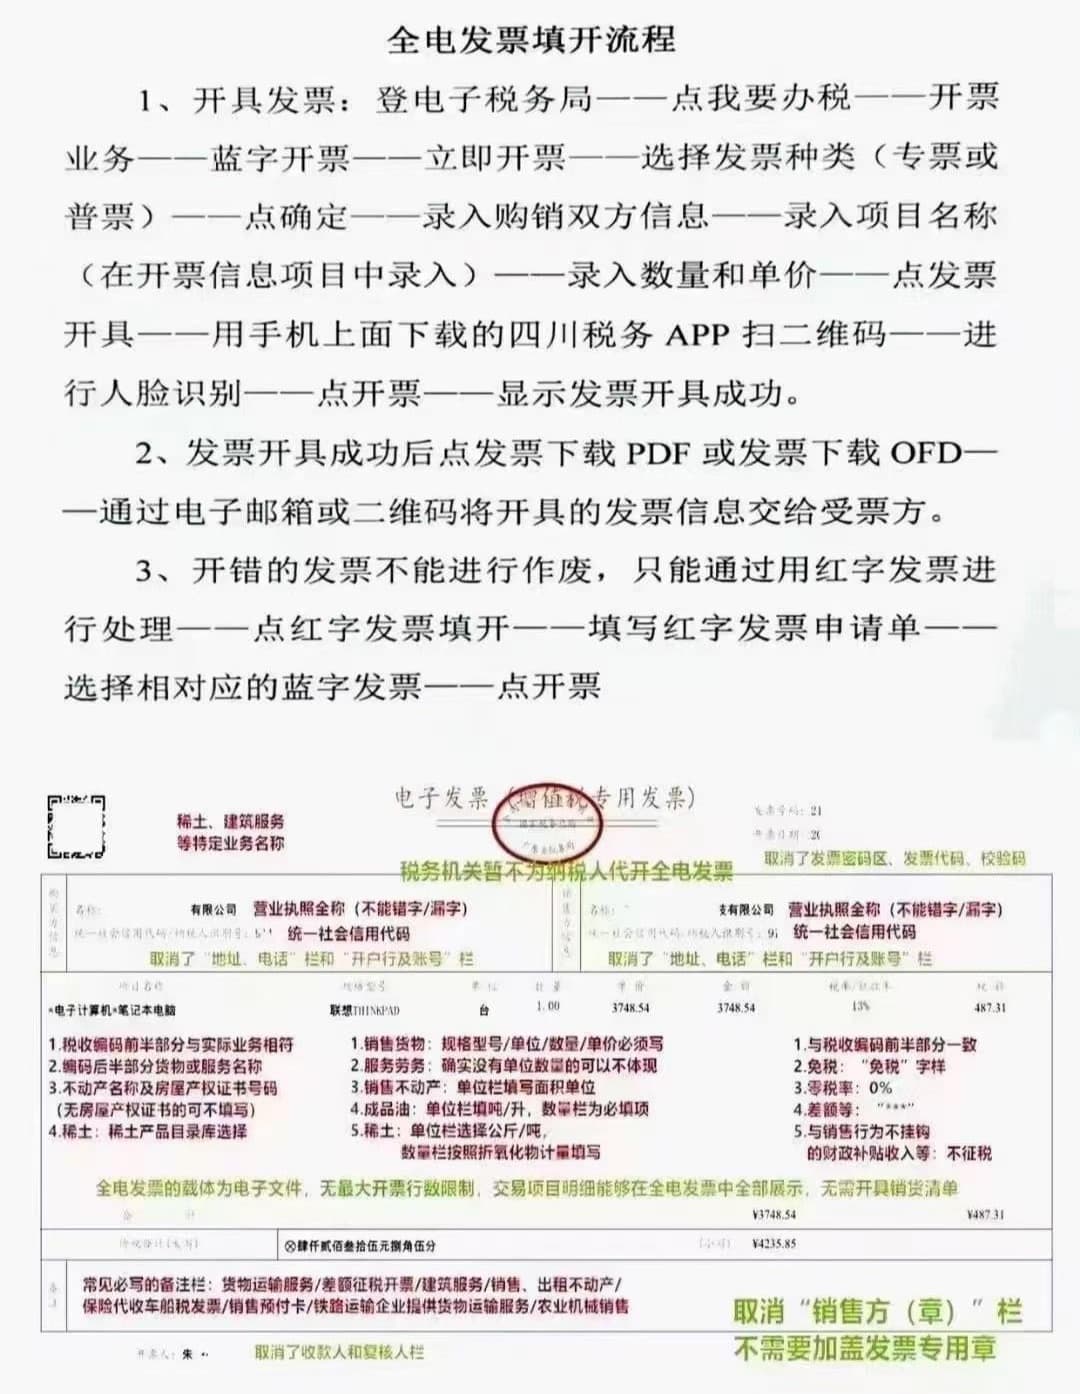 全电发票填开流程
1、开具发票：登电子税务局——点我要办税——开票
业务——蓝字开票——立即开票——选择发票种类（专票或
普票）——点确定——录入购销双方信息——录入项目名称
（在开票信息项目中录入）——录入数量和单价——点发票
开具——用手机上面下载的四川税务 APP 扫二维码——进
行人脸识别——点开票——显示发票开具成功。
2、发票开具成功后点发票下载 PDF 或发票下载 OFD—
—通过电子邮箱或二维码将开具的发票信息交给受票方。
3、开错的发票不能进行作废，只能通过用红字发票进
行处理——点红字发票填开——填写红字发票申请单——
选择相对应的蓝字发票——点开票
电子发票（增值税专用发票）
稀土、建筑服务
等特定业务名称
发票号码：21
开票日期：20
取消了发票密码区、发票代码、校验码
税务机关暂不为纳税人代开全电发票
购买方信息
名称： 有限公司 营业执照全称（不能错字/漏字）
统一社会信用代码/纳税人识别号： 统一社会信用代码
取消了“地址、电话”栏和“开户行及账号”栏
销售方信息
名称： 技有限公司 营业执照全称（不能错字/漏字）
统一社会信用代码/纳税人识别号：91 统一社会信用代码
取消了“地址、电话”栏和“开户行及账号”栏
项目名称 规格型号 单位 数量 单价 金额 税率/征收率 税额
*电子计算机*笔记本电脑 联想THINKPAD 台 1.00 3748.54 3748.54 13% 487.31
1.税收编码前半部分与实际业务相符
2.编码后半部分货物或服务名称
3.不动产名称及房屋产权证书号码
（无房屋产权证书的可不填写）
4.稀土：稀土产品目录库选择
1.销售货物：规格型号/单位/数量/单价必须写
2.服务劳务：确实没有单位数量的可以不体现
3.销售不动产：单位栏填写面积单位
4.成品油：单位栏填吨/升，数量栏为必填项
5.稀土：单位栏选择公斤/吨，
数量栏按照折氧化物计量填写
1.与税收编码前半部分一致
2.免税：“免税”字样
3.零税率：0%
4.差额等：“***”
5.与销售行为不挂钩
的财政补贴收入等：不征税
全电发票的载体为电子文件，无最大开票行数限制，交易项目明细能够在全电发票中全部展示，无需开具销货清单
合计 ¥3748.54 ¥487.31
价税合计（大写） ⊗肆仟贰佰叁拾伍元捌角伍分 （小写） ¥4235.85
备注
常见必写的备注栏：货物运输服务/差额征税开票/建筑服务/销售、出租不动产/
保险代收车船税发票/销售预付卡/铁路运输企业提供货物运输服务/农业机械销售
取消“销售方（章）”栏
不需要加盖发票专用章
开票人：朱 取消了收款人和复核人栏